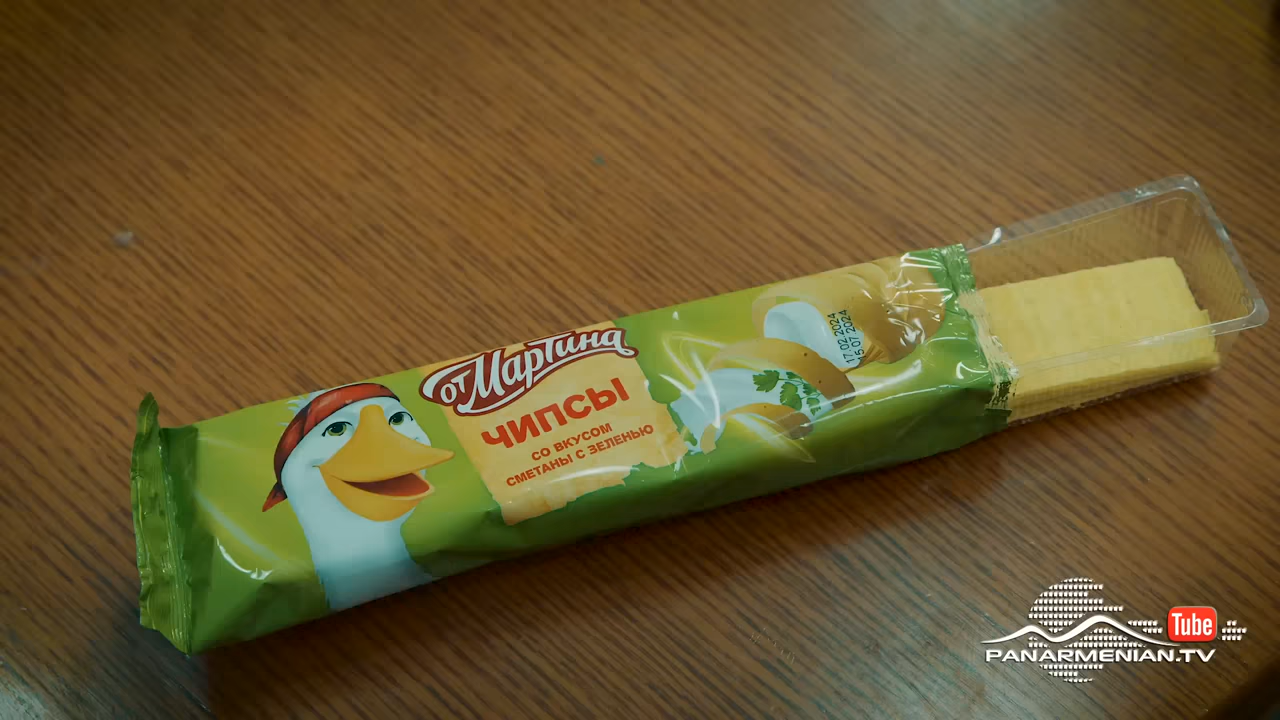 от Мартина
ЧИПСЫ
СО ВКУСОМ
СМЕТАНЫ С ЗЕЛЕНЬЮ
17.02.2024
15.07.2024
Tube
PANARMENIAN.TV